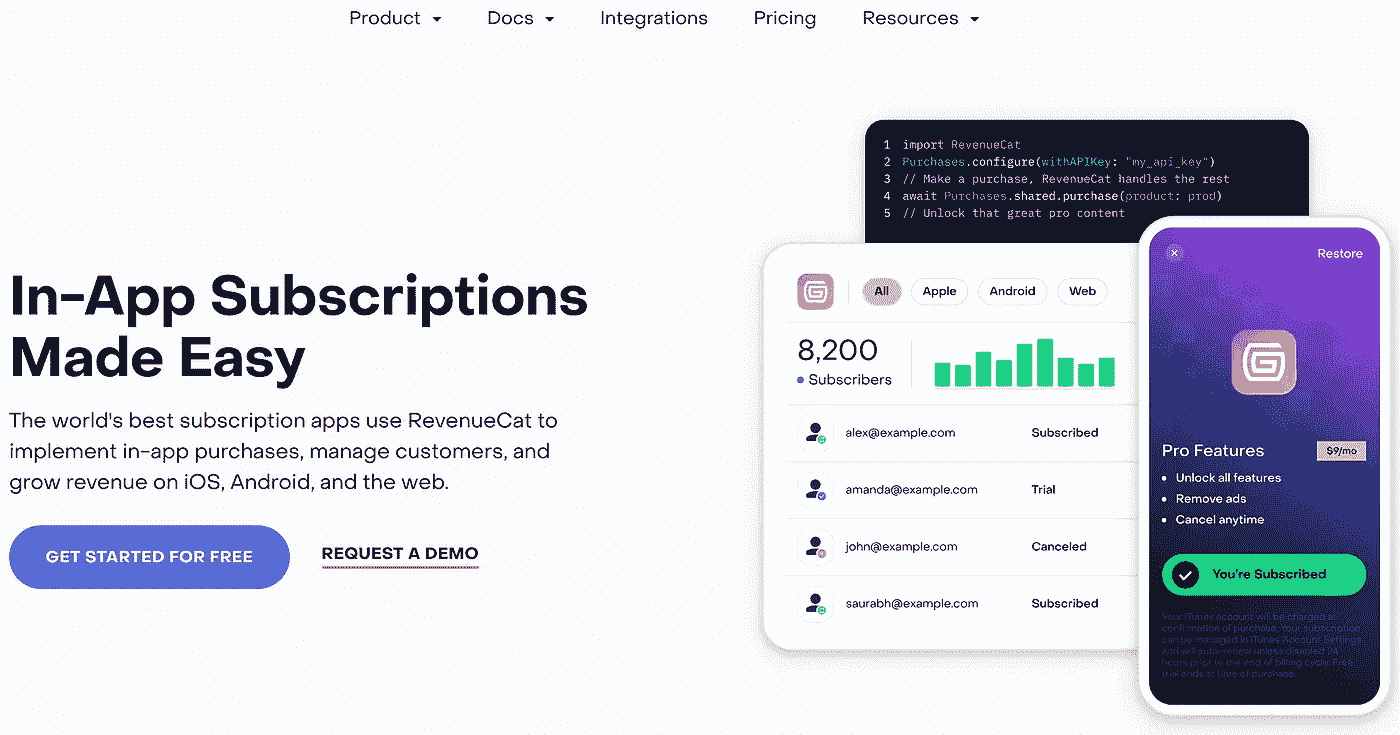 Product
Docs
Integrations
Pricing
Resources
In-App Subscriptions
Made Easy
The world's best subscription apps use RevenueCat to
implement in-app purchases, manage customers, and
grow revenue on iOS, Android, and the web.
GET STARTED FOR FREE
REQUEST A DEMO
1 import RevenueCat
2 Purchases.configure(withAPIKey: "my_api_key")
3 // Make a purchase, RevenueCat handles the rest
4 await Purchases.shared.purchase(product: prod)
5 // Unlock that great pro content
All
Apple
Android
Web
8,200
Subscribers
alex@example.com Subscribed
amanda@example.com Trial
john@example.com Canceled
saurabh@example.com Subscribed
Restore
Pro Features
$9/mo
• Unlock all features
• Remove ads
• Cancel anytime
You're Subscribed
Your iTunes account will be charged at
confirmation of purchase. Your subscription
can be managed in iTunes Account Settings
and will auto-renew unless disabled 24
hours prior to the end of billing cycle. Free
trial ends at time of purchase.